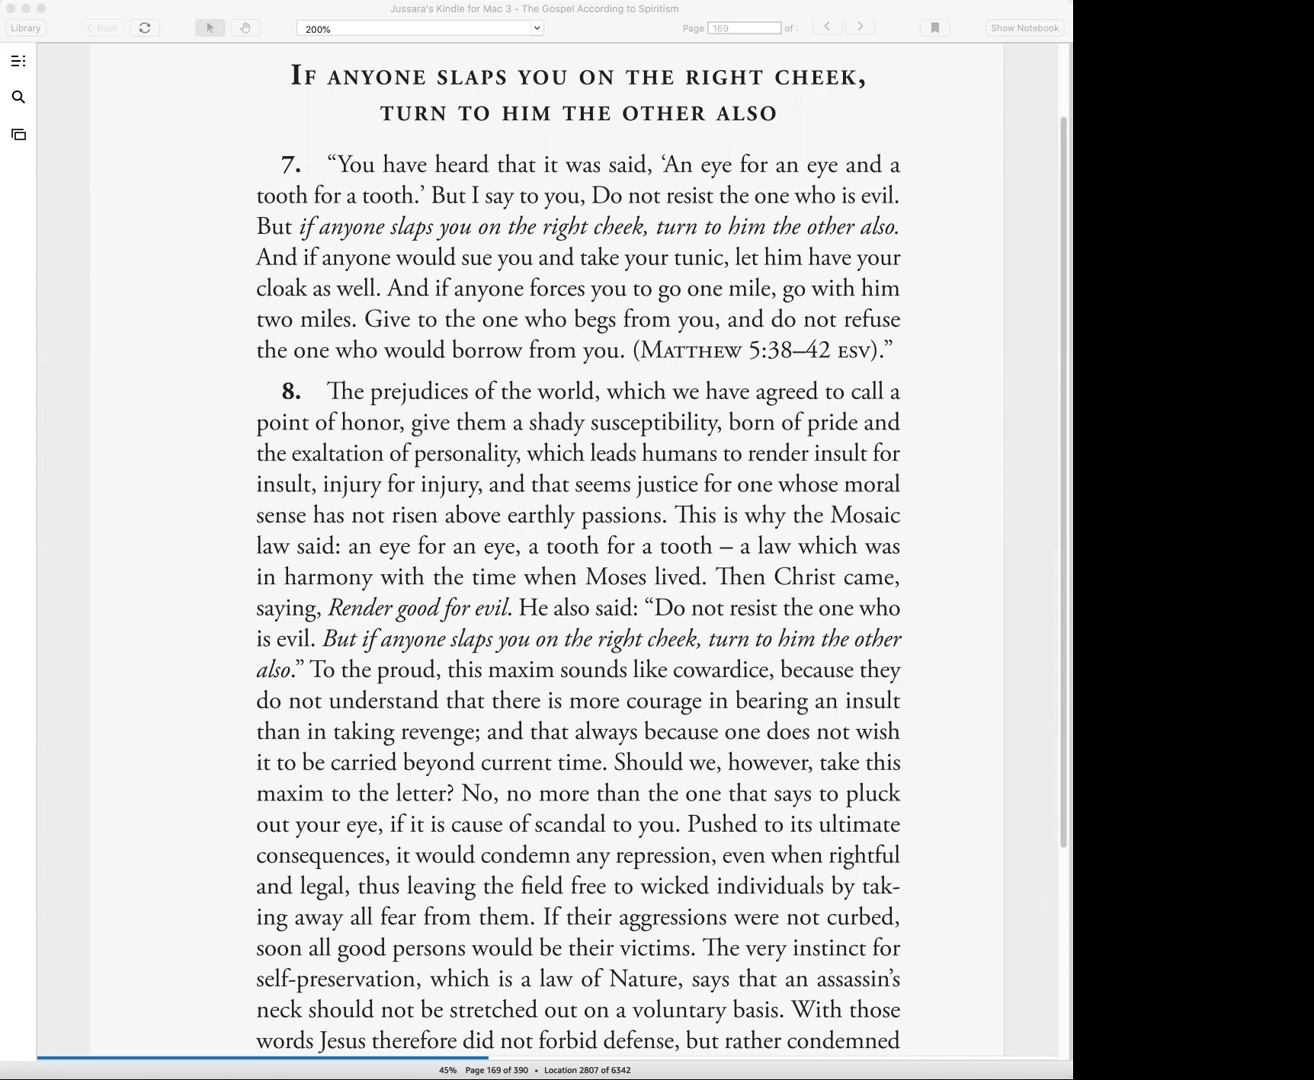 Jussara's Kindle for Mac 3 - The Gospel According to Spiritism
Library
Back
200%
Page 169 of
Show Notebook
IF ANYONE SLAPS YOU ON THE RIGHT CHEEK,
TURN TO HIM THE OTHER ALSO
7. “You have heard that it was said, ‘An eye for an eye and a
tooth for a tooth.’ But I say to you, Do not resist the one who is evil.
But if anyone slaps you on the right cheek, turn to him the other also.
And if anyone would sue you and take your tunic, let him have your
cloak as well. And if anyone forces you to go one mile, go with him
two miles. Give to the one who begs from you, and do not refuse
the one who would borrow from you. (MATTHEW 5:38–42 ESV).”
8. The prejudices of the world, which we have agreed to call a
point of honor, give them a shady susceptibility, born of pride and
the exaltation of personality, which leads humans to render insult for
insult, injury for injury, and that seems justice for one whose moral
sense has not risen above earthly passions. This is why the Mosaic
law said: an eye for an eye, a tooth for a tooth – a law which was
in harmony with the time when Moses lived. Then Christ came,
saying, Render good for evil. He also said: “Do not resist the one who
is evil. But if anyone slaps you on the right cheek, turn to him the other
also.” To the proud, this maxim sounds like cowardice, because they
do not understand that there is more courage in bearing an insult
than in taking revenge; and that always because one does not wish
it to be carried beyond current time. Should we, however, take this
maxim to the letter? No, no more than the one that says to pluck
out your eye, if it is cause of scandal to you. Pushed to its ultimate
consequences, it would condemn any repression, even when rightful
and legal, thus leaving the field free to wicked individuals by tak-
ing away all fear from them. If their aggressions were not curbed,
soon all good persons would be their victims. The very instinct for
self-preservation, which is a law of Nature, says that an assassin’s
neck should not be stretched out on a voluntary basis. With those
words Jesus therefore did not forbid defense, but rather condemned
45% Page 169 of 390 • Location 2807 of 6342